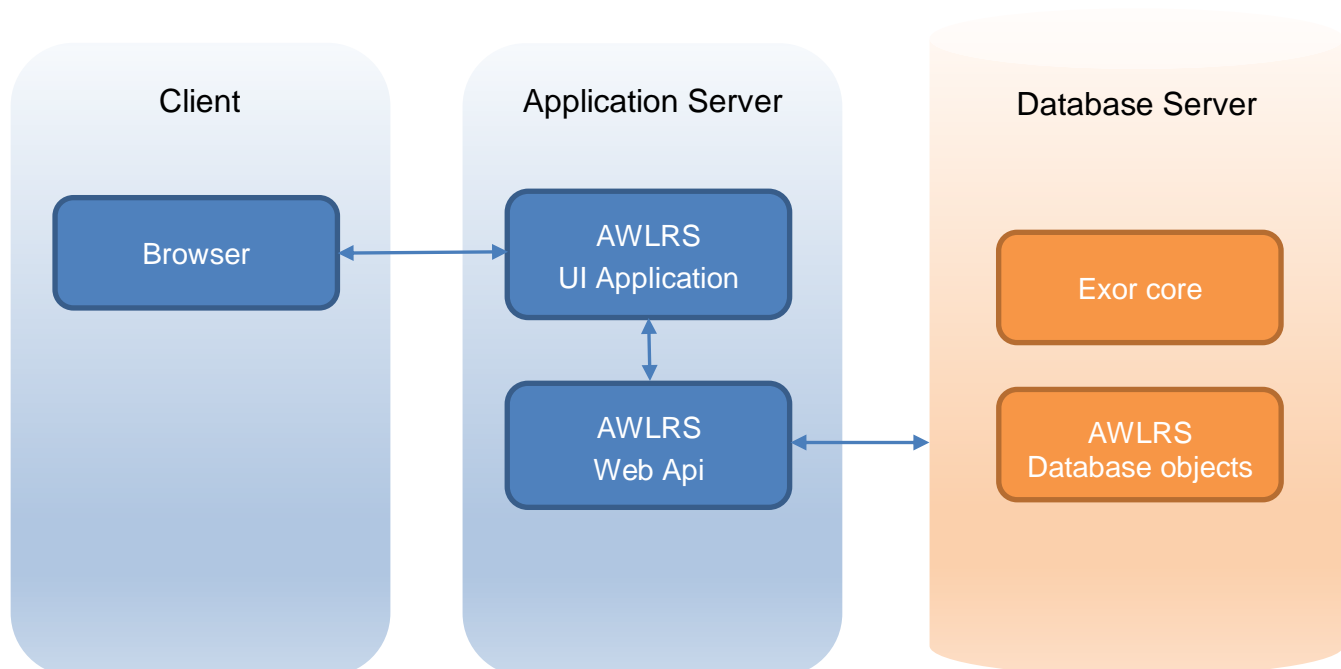 Client
Browser
Application Server
AWLRS
UI Application
AWLRS
Web Api
Database Server
Exor core
AWLRS
Database objects